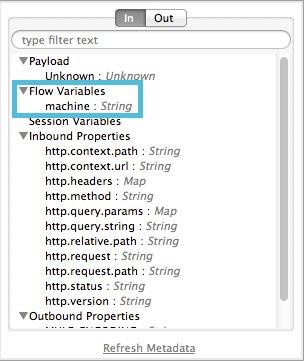 In Out
type filter text
Payload
Unknown : Unknown
Flow Variables
machine : String
Session Variables
Inbound Properties
http.context.path : String
http.context.url : String
http.headers : Map
http.method : String
http.query.params : Map
http.query.string : String
http.relative.path : String
http.request : String
http.request.path : String
http.status : String
http.version : String
Outbound Properties
Refresh Metadata